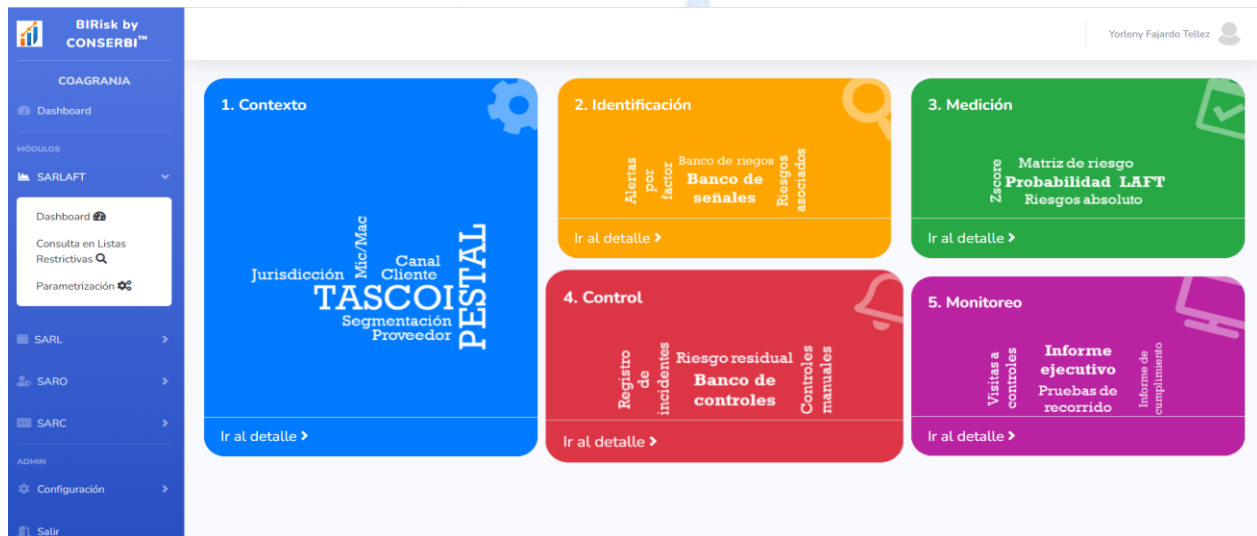 BIRisk by
CONSERBI™
COAGRANJA
Dashboard
MÓDULOS
SARLAFT
Dashboard
Consulta en Listas
Restrictivas
Parametrización
SARL
SARO
SARC
ADMIN
Configuración
Salir
Yorleny Fajardo Tellez
1. Contexto
Jurisdicción
Mic/Mac
Canal
Cliente
TASCOI
Segmentación
Proveedor
PESTAL
Ir al detalle
2. Identificación
Alertas
por
factor
Banco de riegos
Banco de
señales
Riesgos
asociados
Ir al detalle
3. Medición
Zscore
Matriz de riesgo
Probabilidad LAFT
Riesgos absoluto
Ir al detalle
4. Control
Registro
de
incidentes
Riesgo residual
Banco de
controles
Controles
manuales
Ir al detalle
5. Monitoreo
Visitas a
controles
Informe
ejecutivo
Pruebas de
recorrido
Informe de
cumplimiento
Ir al detalle